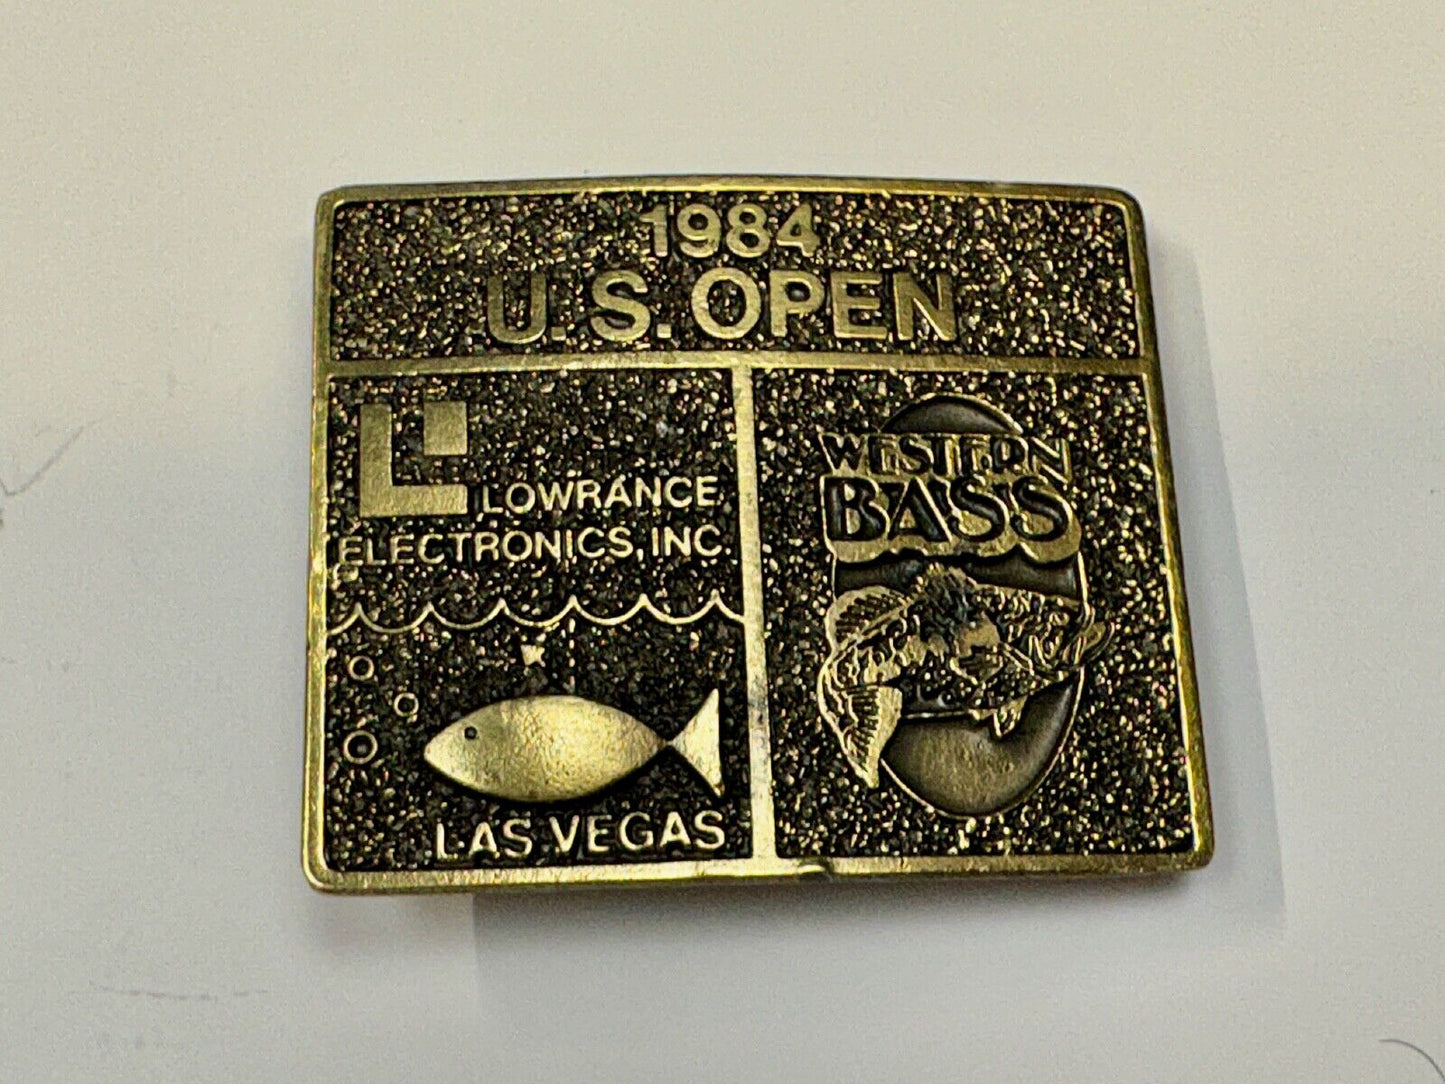 1984
U.S. OPEN
LOWRANCE
ELECTRONICS, INC.
LAS VEGAS
WESTERN
BASS